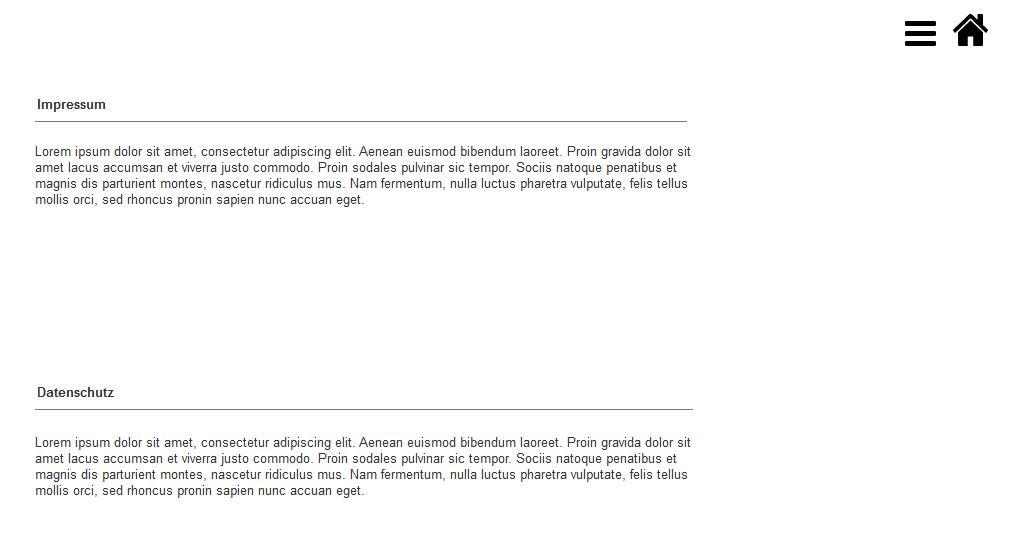 Impressum
Lorem ipsum dolor sit amet, consectetur adipiscing elit. Aenean euismod bibendum laoreet. Proin gravida dolor sit
amet lacus accumsan et viverra justo commodo. Proin sodales pulvinar sic tempor. Sociis natoque penatibus et
magnis dis parturient montes, nascetur ridiculus mus. Nam fermentum, nulla luctus pharetra vulputate, felis tellus
mollis orci, sed rhoncus pronin sapien nunc accuan eget.
Datenschutz
Lorem ipsum dolor sit amet, consectetur adipiscing elit. Aenean euismod bibendum laoreet. Proin gravida dolor sit
amet lacus accumsan et viverra justo commodo. Proin sodales pulvinar sic tempor. Sociis natoque penatibus et
magnis dis parturient montes, nascetur ridiculus mus. Nam fermentum, nulla luctus pharetra vulputate, felis tellus
mollis orci, sed rhoncus pronin sapien nunc accuan eget.